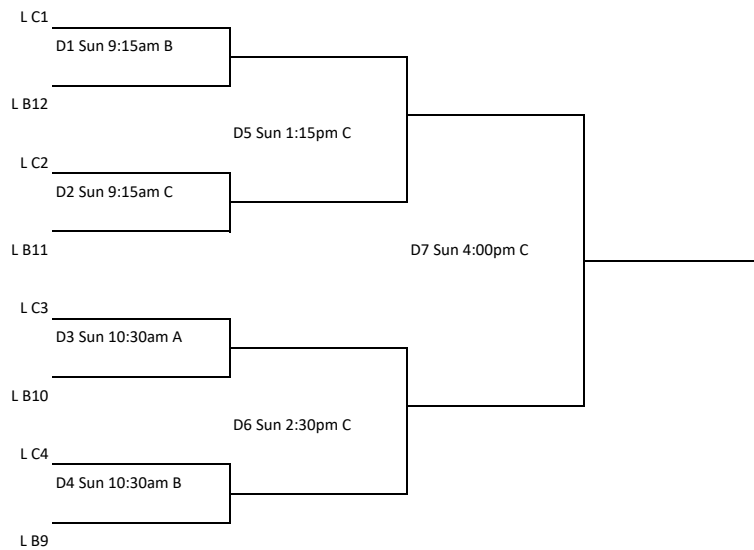 L C1
D1 Sun 9:15am B
L B12
D5 Sun 1:15pm C
L C2
D2 Sun 9:15am C
L B11
D7 Sun 4:00pm C
L C3
D3 Sun 10:30am A
L B10
D6 Sun 2:30pm C
L C4
D4 Sun 10:30am B
L B9